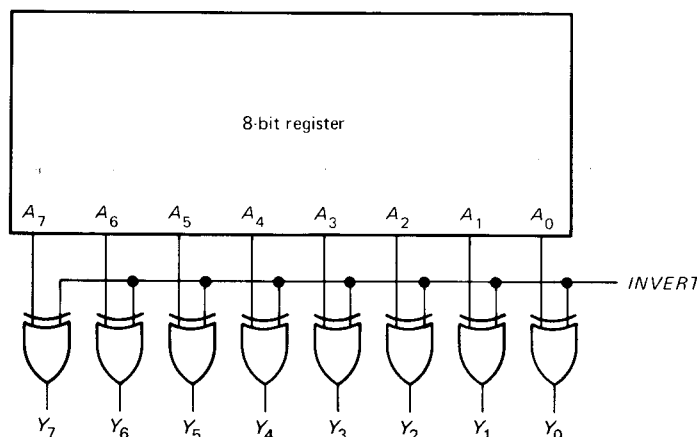 8-bit register
A7 A6 A5 A4 A3 A2 A1 A0
INVERT
Y7 Y6 Y5 Y4 Y3 Y2 Y1 Y0